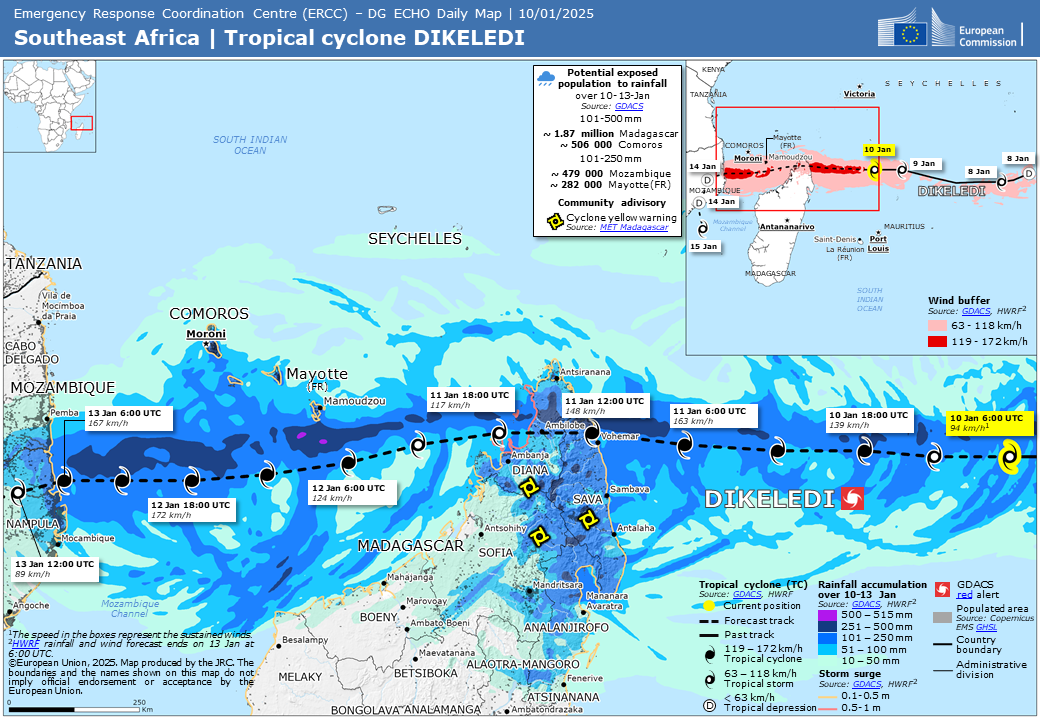 Emergency Response Coordination Centre (ERCC) – DG ECHO Daily Map | 10/01/2025
Southeast Africa | Tropical cyclone DIKELEDI
European
Commission
Potential exposed
population to rainfall
over 10-13-Jan
Source: GDACS
101-500 mm
~ 1.87 million Madagascar
~ 506 000 Comoros
101-250 mm
~ 479 000 Mozambique
~ 282 000 Mayotte(FR)
Community advisory
Cyclone yellow warning
Source: MET Madagascar
KENYA
TANZANIA
SEYCHELLES
Victoria
COMOROS
Moroni
Mayotte
(FR)
Mamoudzou
10 Jan
9 Jan
8 Jan
8 Jan
D
DIKELEDI
14 Jan
D
MOZAMBIQUE
D
14 Jan
Mozambique
Channel
15 Jan
Antananarivo
MADAGASCAR
MAURITIUS
Saint-Denis
Port
Louis
La Réunion
(FR)
SOUTH
INDIAN
OCEAN
Wind buffer
Source: GDACS, HWRF2
63 - 118 km/h
119 - 172 km/h
SOUTH INDIAN
OCEAN
SEYCHELLES
TANZANIA
Vila de
Mocimboa
da Praia
COMOROS
Moroni
CABO
DELGADO
MOZAMBIQUE
Mayotte
(FR)
Mamoudzou
Antsiranana
Pemba
13 Jan 6:00 UTC
167 km/h
11 Jan 18:00 UTC
117 km/h
11 Jan 12:00 UTC
148 km/h
11 Jan 6:00 UTC
163 km/h
10 Jan 18:00 UTC
139 km/h
10 Jan 6:00 UTC
94 km/h1
Ambilobe
Vohemar
Ambanja
DIANA
12 Jan 6:00 UTC
124 km/h
12 Jan 18:00 UTC
172 km/h
SAVA
Sambava
DIKELEDI
NAMPULA
Mocambique
Antsohihy
Antalaha
MADAGASCAR
SOFIA
13 Jan 12:00 UTC
89 km/h
Mahajanga
Mandritsara
Angoche
Mozambique
Channel
Marovoay
Mananara
Avaratra
BOENY
Ambato Boeny
ANALANJIROFO
Besalampy
Maevatanana
ALAOTRA-MANGORO
BETSIBOKA
MELAKY
Fenerive
ATSINANANA
BONGOLAVA
ANALAMANGA
Ambatondrazaka
1The speed in the boxes represent the sustained winds.
2HWRF rainfall and wind forecast ends on 13 Jan at
6:00 UTC.
©European Union, 2025. Map produced by the JRC. The
boundaries and the names shown on this map do not
imply official endorsement or acceptance by the
European Union.
0
250
Km
Tropical cyclone (TC)
Source: GDACS, HWRF
Current position
Forecast track
Past track
119 – 172 km/h
Tropical cyclone
63 – 118 km/h
Tropical storm
< 63 km/h
D
Tropical depression
Rainfall accumulation
over 10-13 Jan
Source: GDACS, HWRF2
500 – 515 mm
251 – 500 mm
101 – 250 mm
51 – 100 mm
10 – 50 mm
Storm surge
Source: GDACS, HWRF2
0.1-0.5 m
0.5-1 m
GDACS
red alert
Populated area
Source: Copernicus
EMS GHSL
Country
boundary
Administrative
division